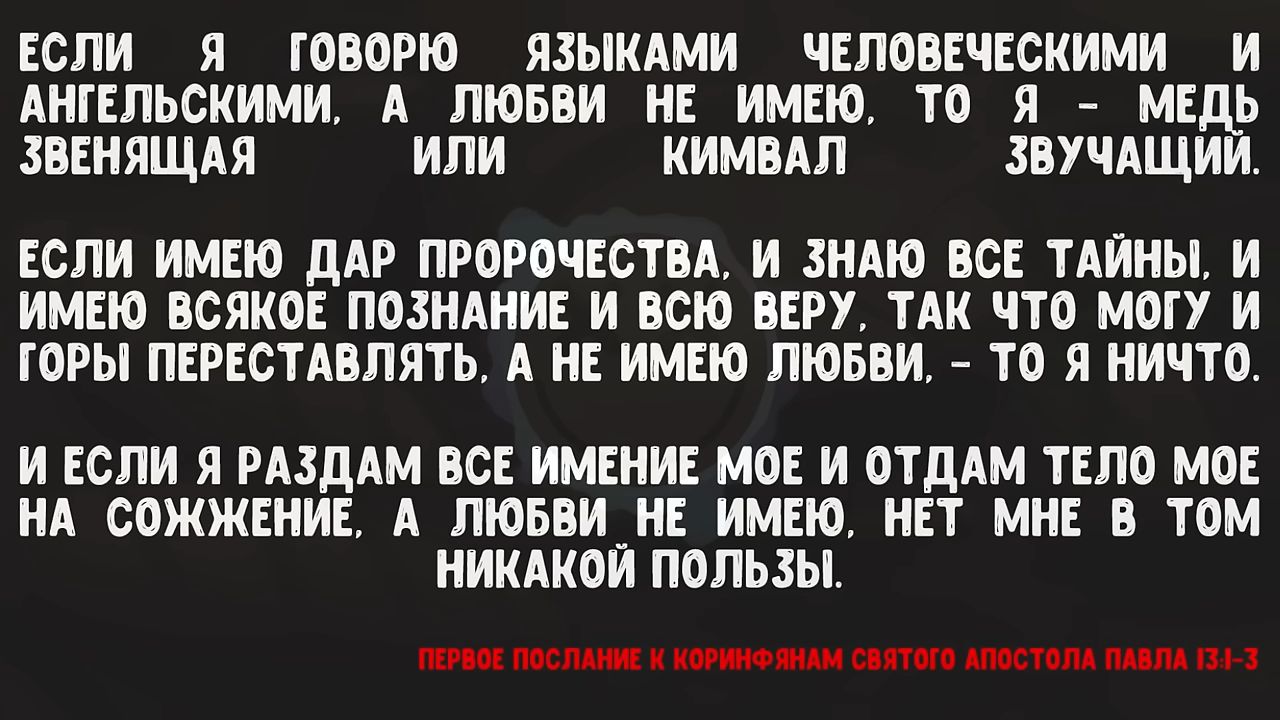 ЕСЛИ Я ГОВОРЮ ЯЗЫКАМИ ЧЕЛОВЕЧЕСКИМИ И
АНГЕЛЬСКИМИ, А ЛЮБВИ НЕ ИМЕЮ, ТО Я - МЕДЬ
ЗВЕНЯЩАЯ ИЛИ КИМВАЛ ЗВУЧАЩИЙ.
ЕСЛИ ИМЕЮ ДАР ПРОРОЧЕСТВА, И ЗНАЮ ВСЕ ТАЙНЫ, И
ИМЕЮ ВСЯКОЕ ПОЗНАНИЕ И ВСЮ ВЕРУ, ТАК ЧТО МОГУ И
ГОРЫ ПЕРЕСТАВЛЯТЬ, А НЕ ИМЕЮ ЛЮБВИ, - ТО Я НИЧТО.
И ЕСЛИ Я РАЗДАМ ВСЕ ИМЕНИЕ МОЕ И ОТДАМ ТЕЛО МОЕ
НА СОЖЖЕНИЕ, А ЛЮБВИ НЕ ИМЕЮ, НЕТ МНЕ В ТОМ
НИКАКОЙ ПОЛЬЗЫ.
ПЕРВОЕ ПОСЛАНИЕ К КОРИНФЯНАМ СВЯТОГО АПОСТОЛА ПАВЛА 13:1-3